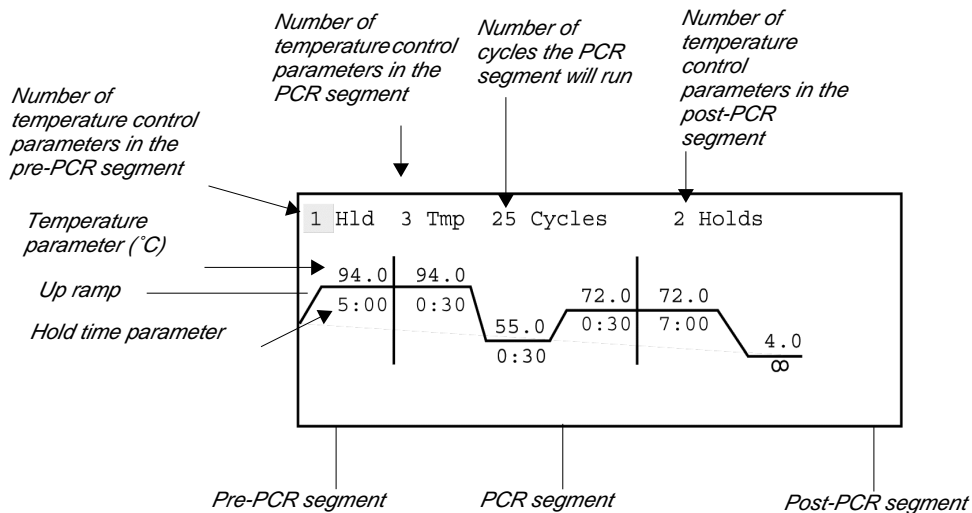 Number of
temperature control
parameters in the
pre-PCR segment
Number of
temperature control
parameters in the
PCR segment
Number of
cycles the PCR
segment will run
Number of
temperature
control
parameters in the
post-PCR
segment
Temperature
parameter (˚C)
Up ramp
Hold time parameter
1 Hld 3 Tmp 25 Cycles 2 Holds
94.0 94.0
5:00 0:30
55.0
0:30
72.0 72.0
0:30 7:00
4.0
∞
Pre-PCR segment PCR segment Post-PCR segment